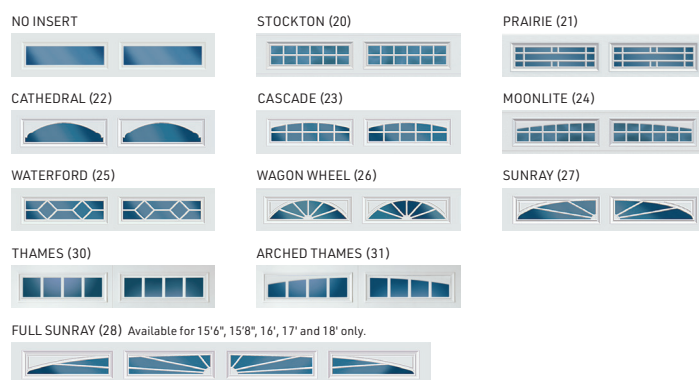 NO INSERT
STOCKTON (20)
PRAIRIE (21)
CATHEDRAL (22)
CASCADE (23)
MOONLITE (24)
WATERFORD (25)
WAGON WHEEL (26)
SUNRAY (27)
THAMES (30)
ARCHED THAMES (31)
FULL SUNRAY (28) Available for 15'6", 15'8", 16', 17' and 18' only.